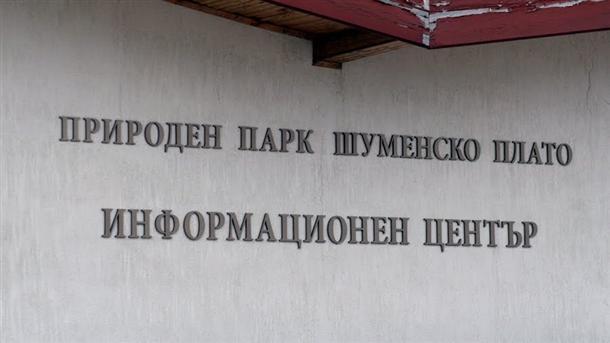 ПРИРОДЕН ПАРК ШУМЕНСКО ПЛАТО
ИНФОРМАЦИОНЕН ЦЕНТЪР